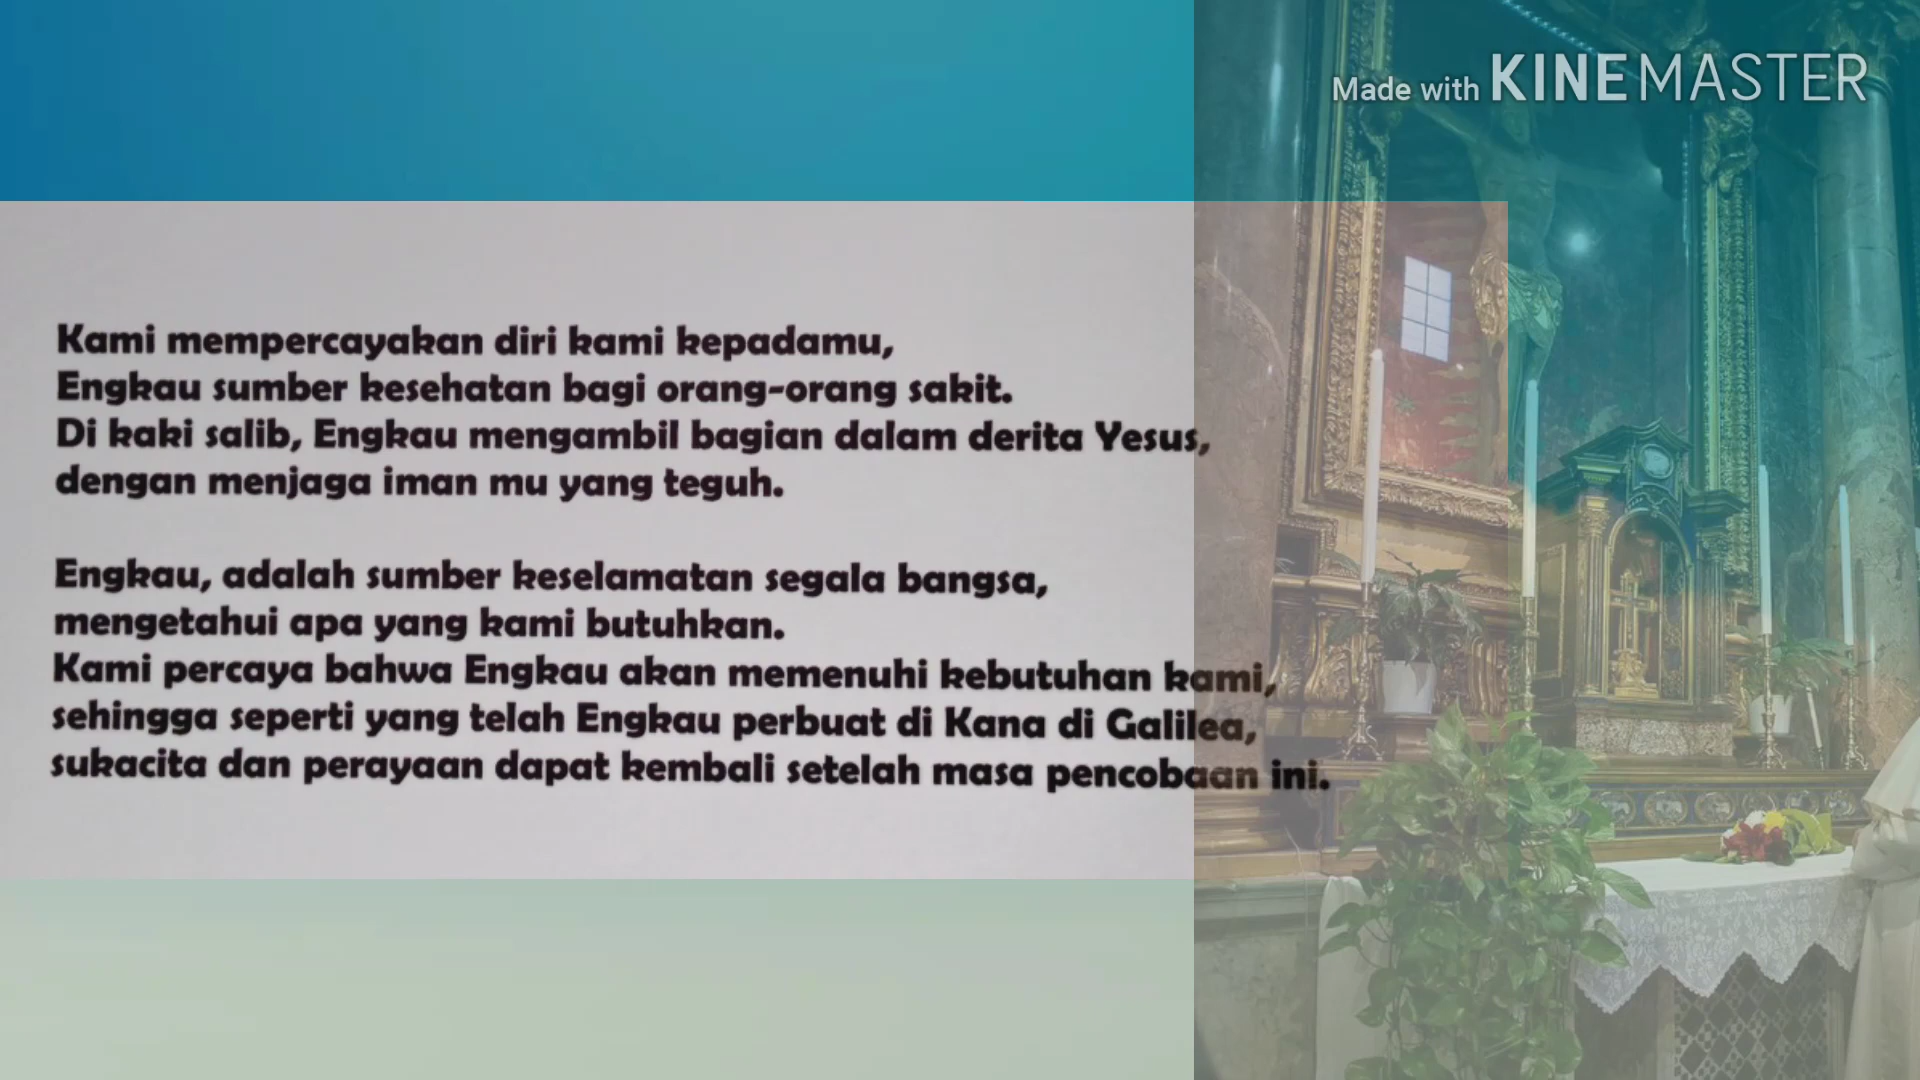 Made with KINEMASTER
Kami mempercayakan diri kami kepadamu,
Engkau sumber kesehatan bagi orang-orang sakit.
Di kaki salib, Engkau mengambil bagian dalam derita Yesus,
dengan menjaga iman mu yang teguh.
Engkau, adalah sumber keselamatan segala bangsa,
mengetahui apa yang kami butuhkan.
Kami percaya bahwa Engkau akan memenuhi kebutuhan kami,
sehingga seperti yang telah Engkau perbuat di Kana di Galilea,
sukacita dan perayaan dapat kembali setelah masa pencobaan ini.